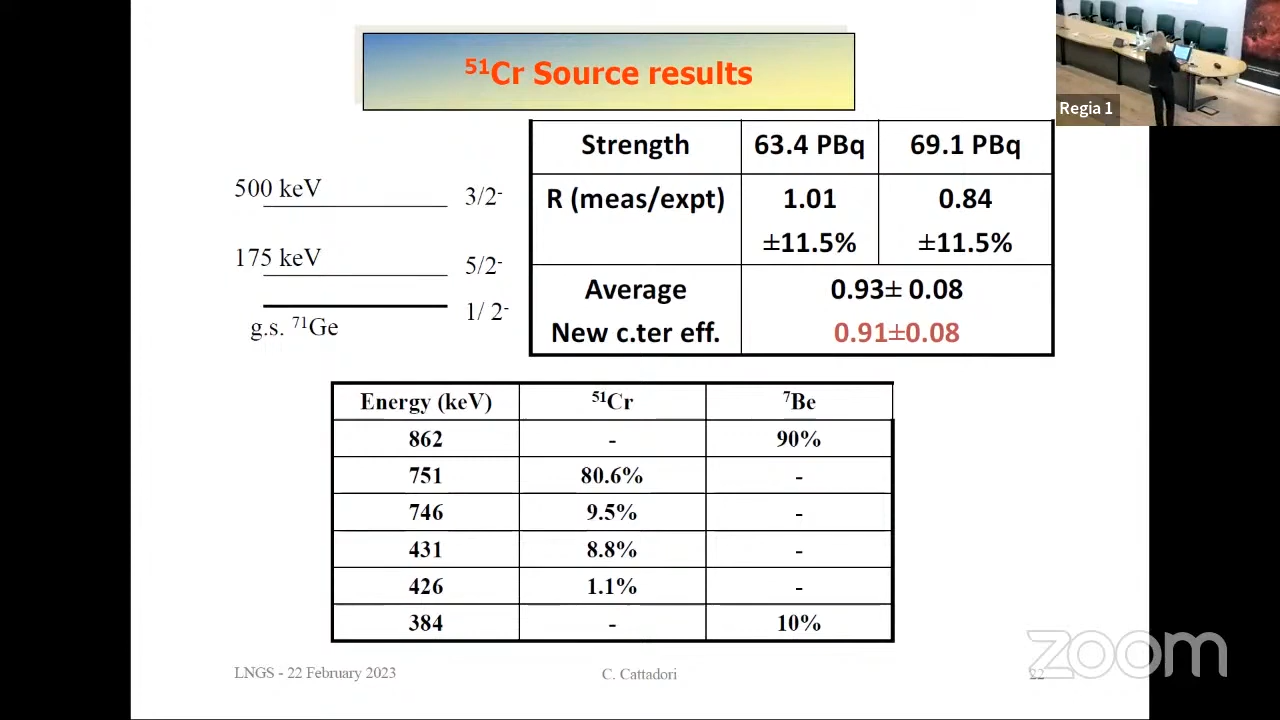 ⁵¹Cr Source results
Regia 1
500 keV
3/2⁻
175 keV
5/2⁻
1/ 2⁻
g.s. ⁷¹Ge
Strength 63.4 PBq 69.1 PBq
R (meas/expt) 1.01 0.84
±11.5% ±11.5%
Average 0.93± 0.08
New c.ter eff. 0.91±0.08
Energy (keV) ⁵¹Cr ⁷Be
862 - 90%
751 80.6% -
746 9.5% -
431 8.8% -
426 1.1% -
384 - 10%
LNGS - 22 February 2023 C. Cattadori 22
zoom